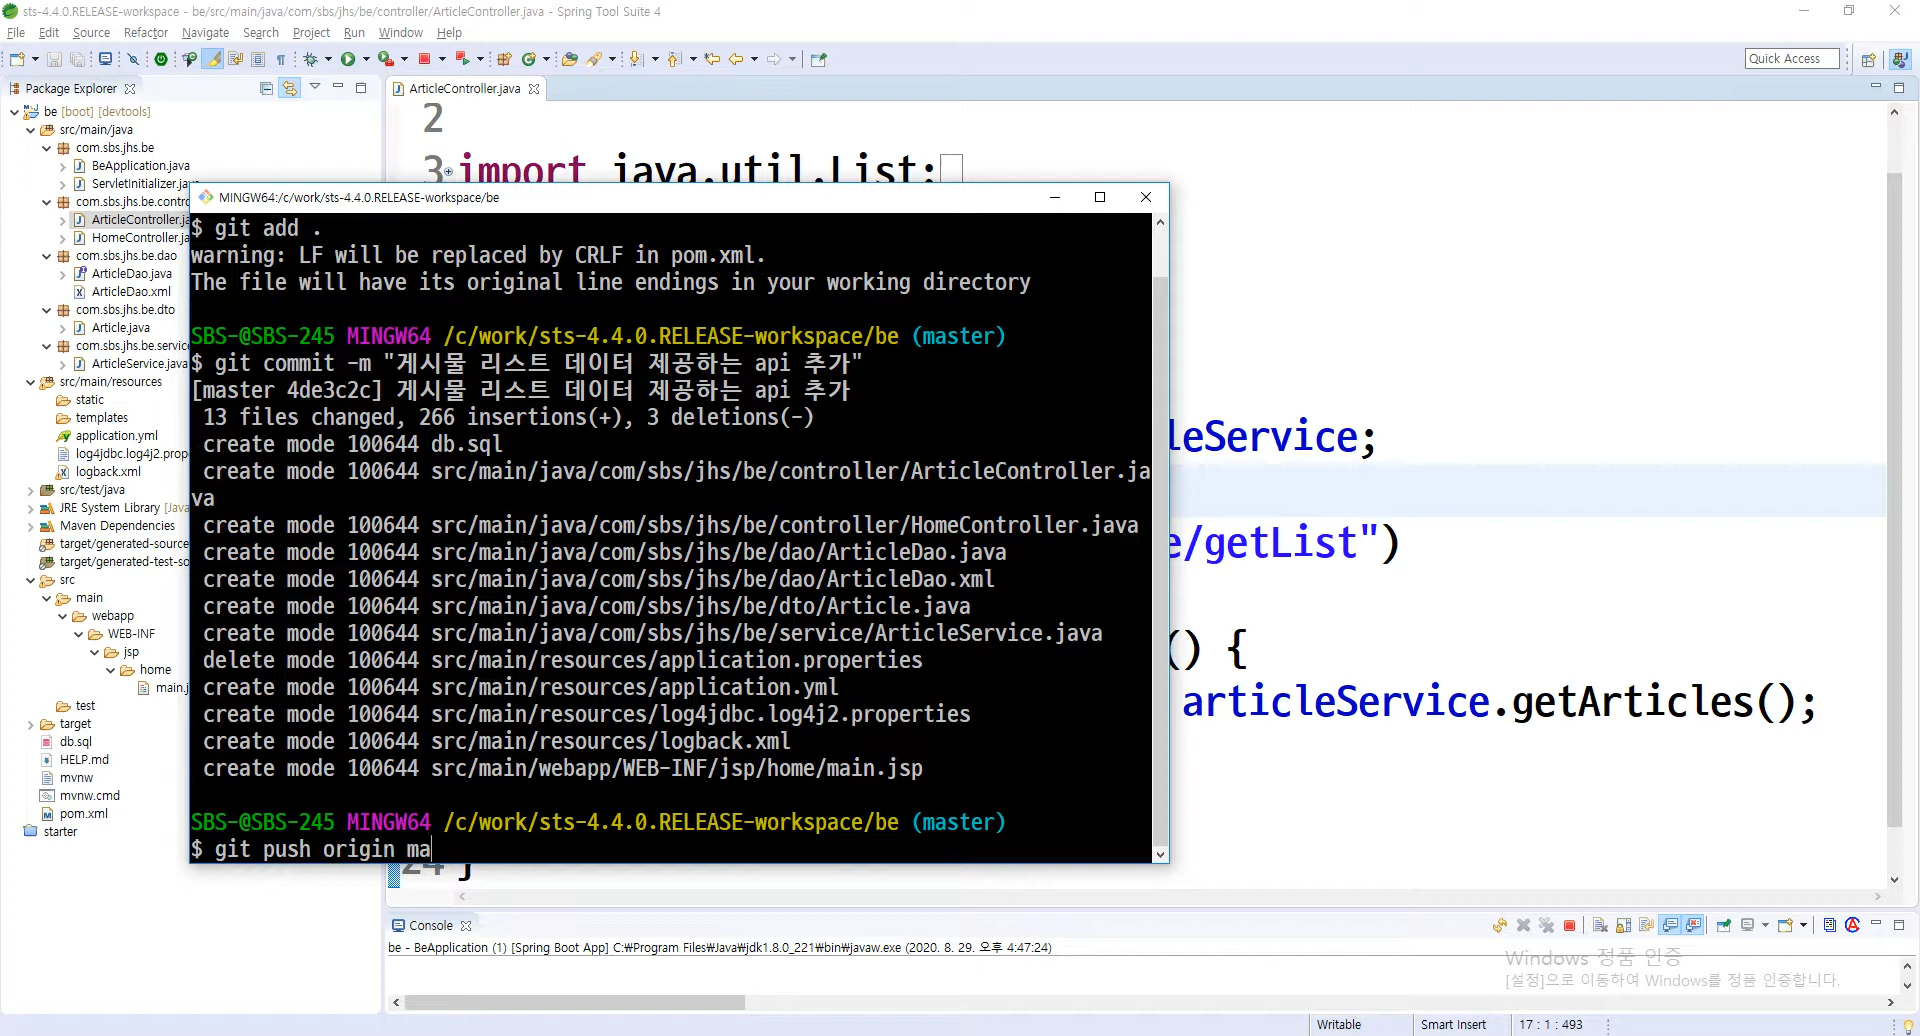 sts-4.4.0.RELEASE-workspace - be/src/main/java/com/sbs/jhs/be/controller/ArticleController.java - Spring Tool Suite 4
File Edit Source Refactor Navigate Search Project Run Window Help
Quick Access
Package Explorer
be [boot] [devtools]
src/main/java
com.sbs.jhs.be
BeApplication.java
ServletInitializer.java
com.sbs.jhs.be.contro
ArticleController.ja
HomeController.ja
com.sbs.jhs.be.dao
ArticleDao.java
ArticleDao.xml
com.sbs.jhs.be.dto
Article.java
com.sbs.jhs.be.service
ArticleService.java
src/main/resources
static
templates
application.yml
log4jdbc.log4j2.prop
logback.xml
src/test/java
JRE System Library [Java
Maven Dependencies
target/generated-source
target/generated-test-so
src
main
webapp
WEB-INF
jsp
home
main.j
test
target
db.sql
HELP.md
mvnw
mvnw.cmd
pom.xml
starter
ArticleController.java
2
3 import java.util.List;
leService;
e/getList")
() {
articleService.getArticles();
24 }
MINGW64:/c/work/sts-4.4.0.RELEASE-workspace/be
$ git add .
warning: LF will be replaced by CRLF in pom.xml.
The file will have its original line endings in your working directory
SBS-@SBS-245 MINGW64 /c/work/sts-4.4.0.RELEASE-workspace/be (master)
$ git commit -m "게시물 리스트 데이터 제공하는 api 추가"
[master 4de3c2c] 게시물 리스트 데이터 제공하는 api 추가
13 files changed, 266 insertions(+), 3 deletions(-)
create mode 100644 db.sql
create mode 100644 src/main/java/com/sbs/jhs/be/controller/ArticleController.ja
va
create mode 100644 src/main/java/com/sbs/jhs/be/controller/HomeController.java
create mode 100644 src/main/java/com/sbs/jhs/be/dao/ArticleDao.java
create mode 100644 src/main/java/com/sbs/jhs/be/dao/ArticleDao.xml
create mode 100644 src/main/java/com/sbs/jhs/be/dto/Article.java
create mode 100644 src/main/java/com/sbs/jhs/be/service/ArticleService.java
delete mode 100644 src/main/resources/application.properties
create mode 100644 src/main/resources/application.yml
create mode 100644 src/main/resources/log4jdbc.log4j2.properties
create mode 100644 src/main/resources/logback.xml
create mode 100644 src/main/webapp/WEB-INF/jsp/home/main.jsp
SBS-@SBS-245 MINGW64 /c/work/sts-4.4.0.RELEASE-workspace/be (master)
$ git push origin ma
Console
be - BeApplication (1) [Spring Boot App] C:₩Program Files₩Java₩jdk1.8.0_221₩bin₩javaw.exe (2020. 8. 29. 오후 4:47:24)
Windows 정품 인증
[설정]으로 이동하여 Windows를 정품 인증합니다.
Writable Smart Insert 17 : 1 : 493